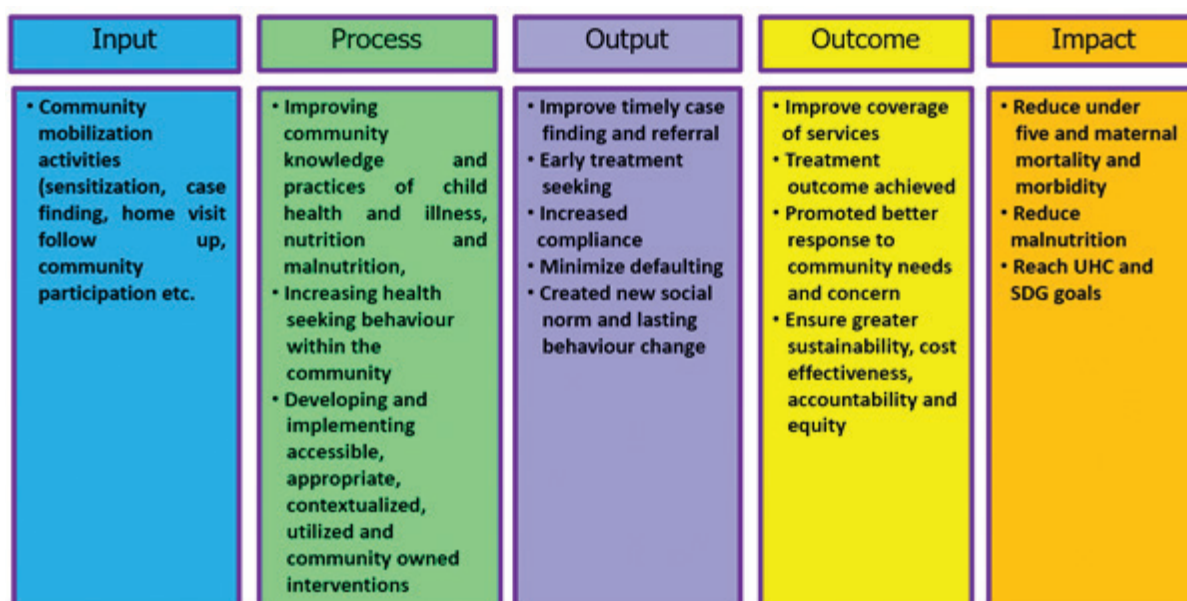 Input
Process
Output
Outcome
Impact
• Community
mobilization
activities
(sensitization, case
finding, home visit
follow up,
community
participation etc.
• Improving
community
knowledge and
practices of child
health and illness,
nutrition and
malnutrition,
• Increasing health
seeking behaviour
within the
community
• Developing and
implementing
accessible,
appropriate,
contextualized,
utilized and
community owned
interventions
• Improve timely case
finding and referral
• Early treatment
seeking
• Increased
compliance
• Minimize defaulting
• Created new social
norm and lasting
behaviour change
• Improve coverage
of services
• Treatment
outcome achieved
• Promoted better
response to
community needs
and concern
• Ensure greater
sustainability, cost
effectiveness,
accountability and
equity
• Reduce under
five and maternal
mortality and
morbidity
• Reduce
malnutrition
• Reach UHC and
SDG goals